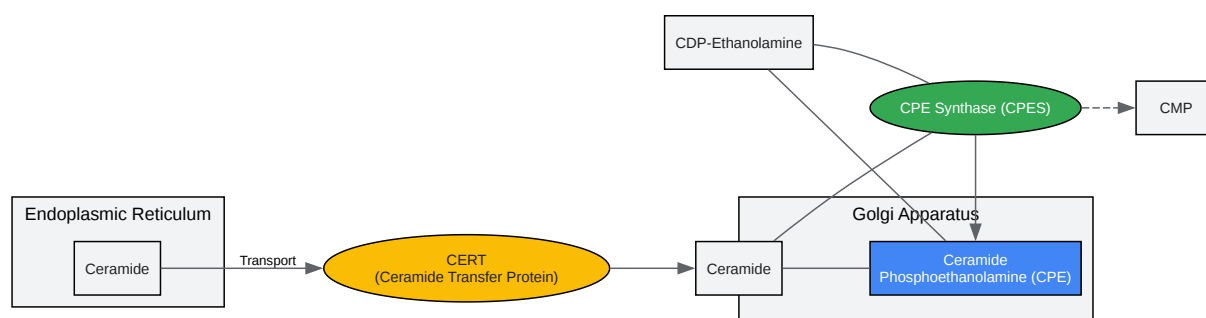 CDP-Ethanolamine
CPE Synthase (CPES)
CMP
Endoplasmic Reticulum
Ceramide
Transport
CERT
(Ceramide Transfer Protein)
Golgi Apparatus
Ceramide
Ceramide
Phosphoethanolamine (CPE)